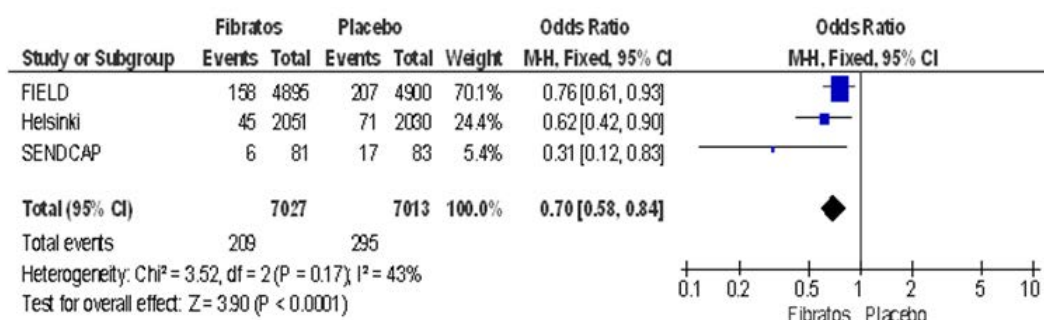 Fibratos Placebo Odds Ratio Odds Ratio
Study or Subgroup Events Total Events Total Weight M-H, Fixed, 95% CI M-H, Fixed, 95% CI
FIELD 158 4895 207 4900 70.1% 0.76 [0.61, 0.93]
Helsinki 45 2051 71 2030 24.4% 0.62 [0.42, 0.90]
SENDCAP 6 81 17 83 5.4% 0.31 [0.12, 0.83]
Total (95% CI) 7027 7013 100.0% 0.70 [0.58, 0.84]
Total events 209 295
Heterogeneity: Chi² = 3.52, df = 2 (P = 0.17); I² = 43%
Test for overall effect: Z = 3.90 (P < 0.0001)
0.1 0.2 0.5 1 2 5 10
Fibratos Placebo